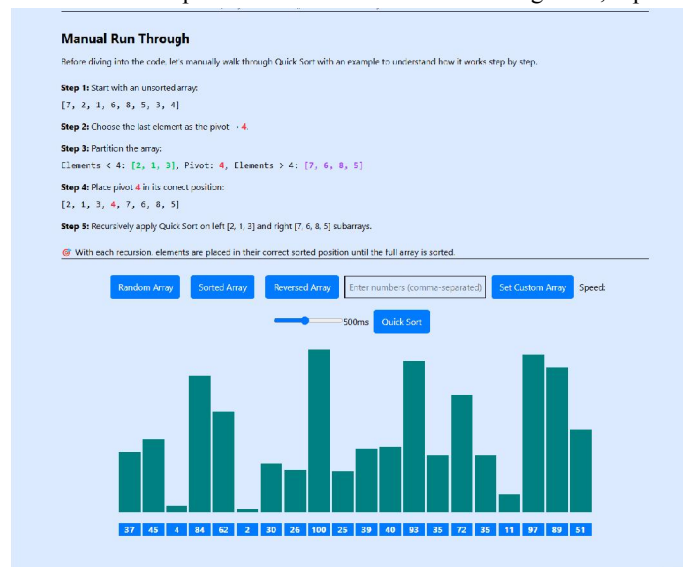 Manual Run Through
Before diving into the code, let's manually walk through Quick Sort with an example to understand how it works step by step.
Step 1: Start with an unsorted array:
[7, 2, 1, 6, 8, 5, 3, 4]
Step 2: Choose the last element as the pivot → 4.
Step 3: Partition the array:
Elements < 4: [2, 1, 3], Pivot: 4, Elements > 4: [7, 6, 8, 5]
Step 4: Place pivot 4 in its correct position:
[2, 1, 3, 4, 7, 6, 8, 5]
Step 5: Recursively apply Quick Sort on left [2, 1, 3] and right [7, 6, 8, 5] subarrays.
🎯 With each recursion, elements are placed in their correct sorted position until the full array is sorted.
Random Array Sorted Array Reversed Array Enter numbers (comma-separated) Set Custom Array Speed:
500ms Quick Sort
37 45 4 84 62 2 30 26 100 25 39 40 93 35 72 35 11 97 89 51